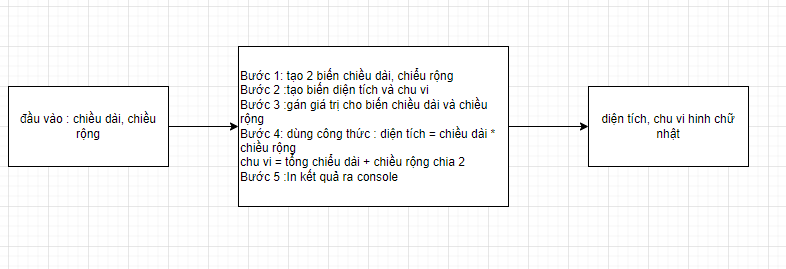 đầu vào : chiều dài, chiều
rộng
Bước 1: tạo 2 biến chiều dài, chiều rộng
Bước 2 :tạo biến diện tích và chu vi
Bước 3 :gán giá trị cho biến chiều dài và chiều
rộng
Bước 4: dùng công thức : diện tích = chiều dài *
chiều rộng
chu vi = tổng chiều dài + chiều rộng chia 2
Bước 5 :In kết quả ra console
diện tích, chu vi hinh chữ
nhật